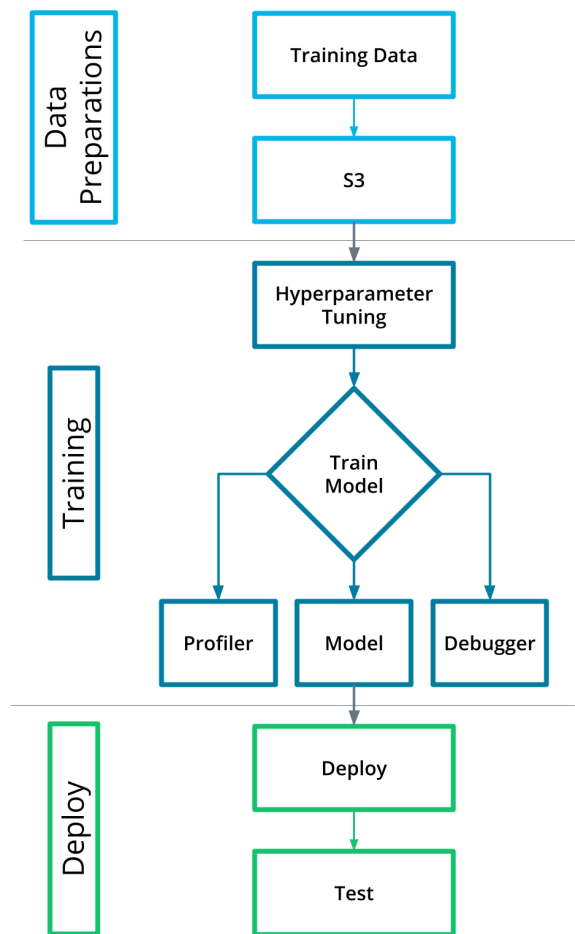 Data
Preparations
Training Data
S3
Hyperparameter
Tuning
Training
Train
Model
Profiler
Model
Debugger
Deploy
Deploy
Test